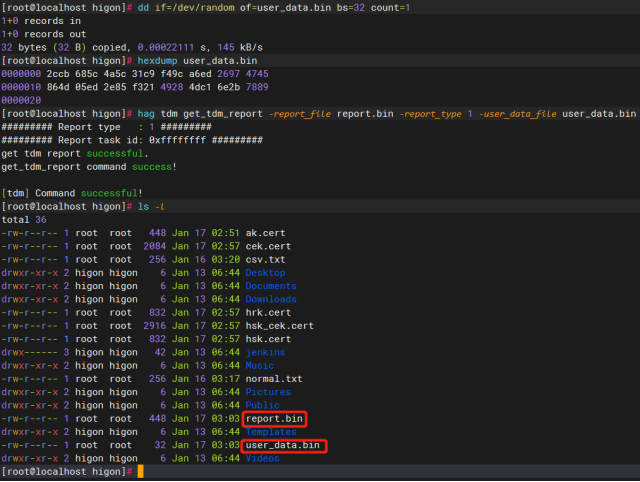 [root@localhost higon]# dd if=/dev/random of=user_data.bin bs=32 count=1
1+0 records in
1+0 records out
32 bytes (32 B) copied, 0.00022111 s, 145 kB/s
[root@localhost higon]# hexdump user_data.bin
0000000 2ccb 685c 4a5c 31c9 f49c a6ed 2697 4745
0000010 864d 05ed 2e85 f321 4928 4dc1 6e2b 7889
0000020
[root@localhost higon]# hag tdm get_tdm_report -report_file report.bin -report_type 1 -user_data_file user_data.bin
######### Report type   : 1 #########
######### Report task id: 0xffffffff #########
get tdm report successful.
get_tdm_report command success!
[tdm] Command successful!
[root@localhost higon]# ls -l
total 36
-rw-r--r-- 1 root  root   448 Jan 17 02:51 ak.cert
-rw-r--r-- 1 root  root  2084 Jan 17 02:57 cek.cert
-rw-r--r-- 1 root  root   256 Jan 16 03:20 csv.txt
drwxr-xr-x 2 higon higon    6 Jan 13 06:44 Desktop
drwxr-xr-x 2 higon higon    6 Jan 13 06:44 Documents
drwxr-xr-x 2 higon higon    6 Jan 13 06:44 Downloads
-rw-r--r-- 1 root  root   832 Jan 17 02:57 hrk.cert
-rw-r--r-- 1 root  root  2916 Jan 17 02:57 hsk_cek.cert
-rw-r--r-- 1 root  root   832 Jan 17 02:57 hsk.cert
drwx------ 3 higon higon   42 Jan 13 06:44 jenkins
drwxr-xr-x 2 higon higon    6 Jan 13 06:44 Music
-rw-r--r-- 1 root  root   256 Jan 16 03:17 normal.txt
drwxr-xr-x 2 higon higon    6 Jan 13 06:44 Pictures
drwxr-xr-x 2 higon higon    6 Jan 13 06:44 Public
-rw-r--r-- 1 root  root   448 Jan 17 03:03 report.bin
drwxr-xr-x 2 higon higon    6 Jan 13 06:44 Templates
-rw-r--r-- 1 root  root    32 Jan 17 03:03 user_data.bin
drwxr-xr-x 2 higon higon    6 Jan 13 06:44 Videos
[root@localhost higon]#